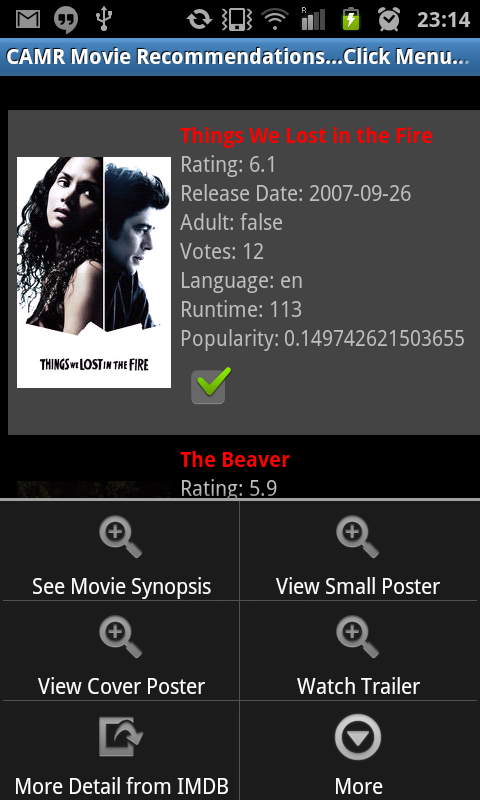 R
23:14
CAMR Movie Recommendations...Click Menu...
Things We Lost in the Fire
Rating: 6.1
Release Date: 2007-09-26
Adult: false
Votes: 12
Language: en
Runtime: 113
Popularity: 0.149742621503655
THINGS WE LOST IN THE FIRE
The Beaver
Rating: 5.9
See Movie Synopsis
View Small Poster
View Cover Poster
Watch Trailer
More Detail from IMDB
More